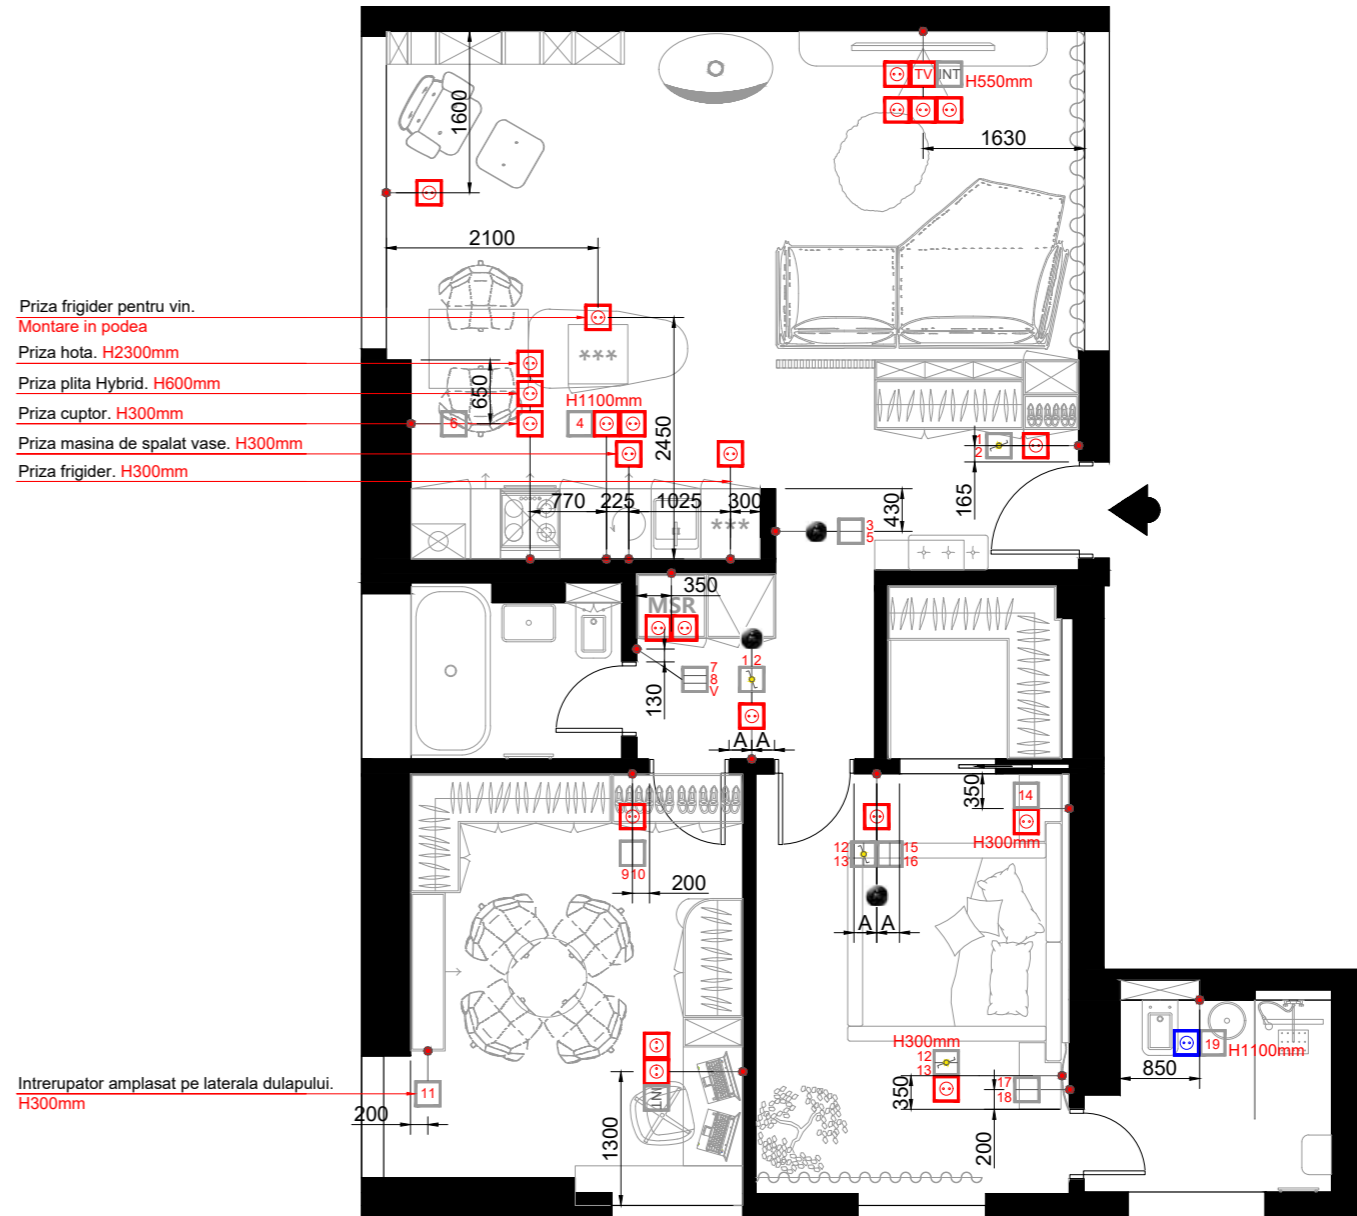 TV
INT
H550mm
1600
1630
2100
Priza frigider pentru vin.
Montare in podea
Priza hota. H2300mm
Priza plita Hybrid. H600mm
Priza cuptor. H300mm
Priza masina de spalat vase. H300mm
Priza frigider. H300mm
***
650
H1100mm
6
4
2450
1
2
165
770
225
1025
300
***
430
3
5
350
MSR
130
7
8
V
1 2
A
A
350
14
H300mm
12
13
15
16
9 10
200
A
A
H300mm
12
13
350
17
18
200
INT
1300
Intrerupator amplasat pe laterala dulapului.
H300mm
11
200
19
H1100mm
850